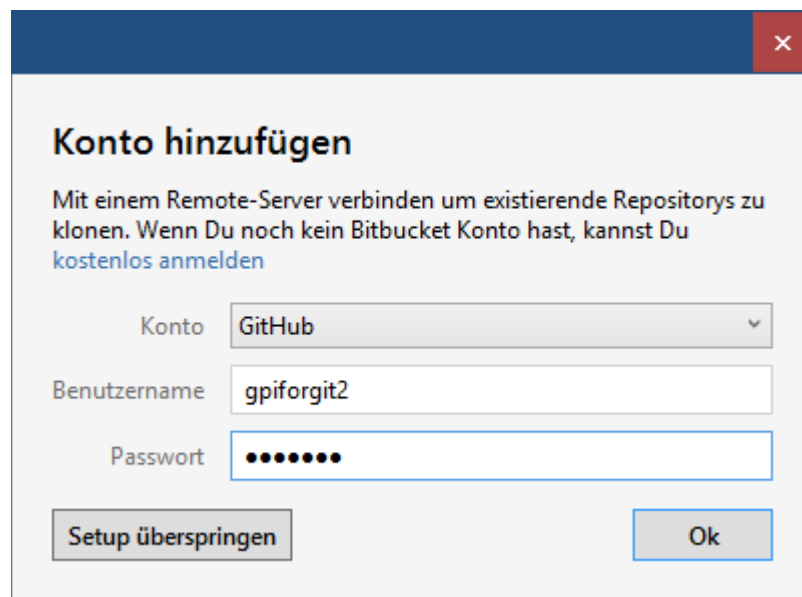 Konto hinzufügen
Mit einem Remote-Server verbinden um existierende Repositorys zu
klonen. Wenn Du noch kein Bitbucket Konto hast, kannst Du
kostenlos anmelden
Konto GitHub
Benutzername gpiforgit2
Passwort •••••••
Setup überspringen Ok